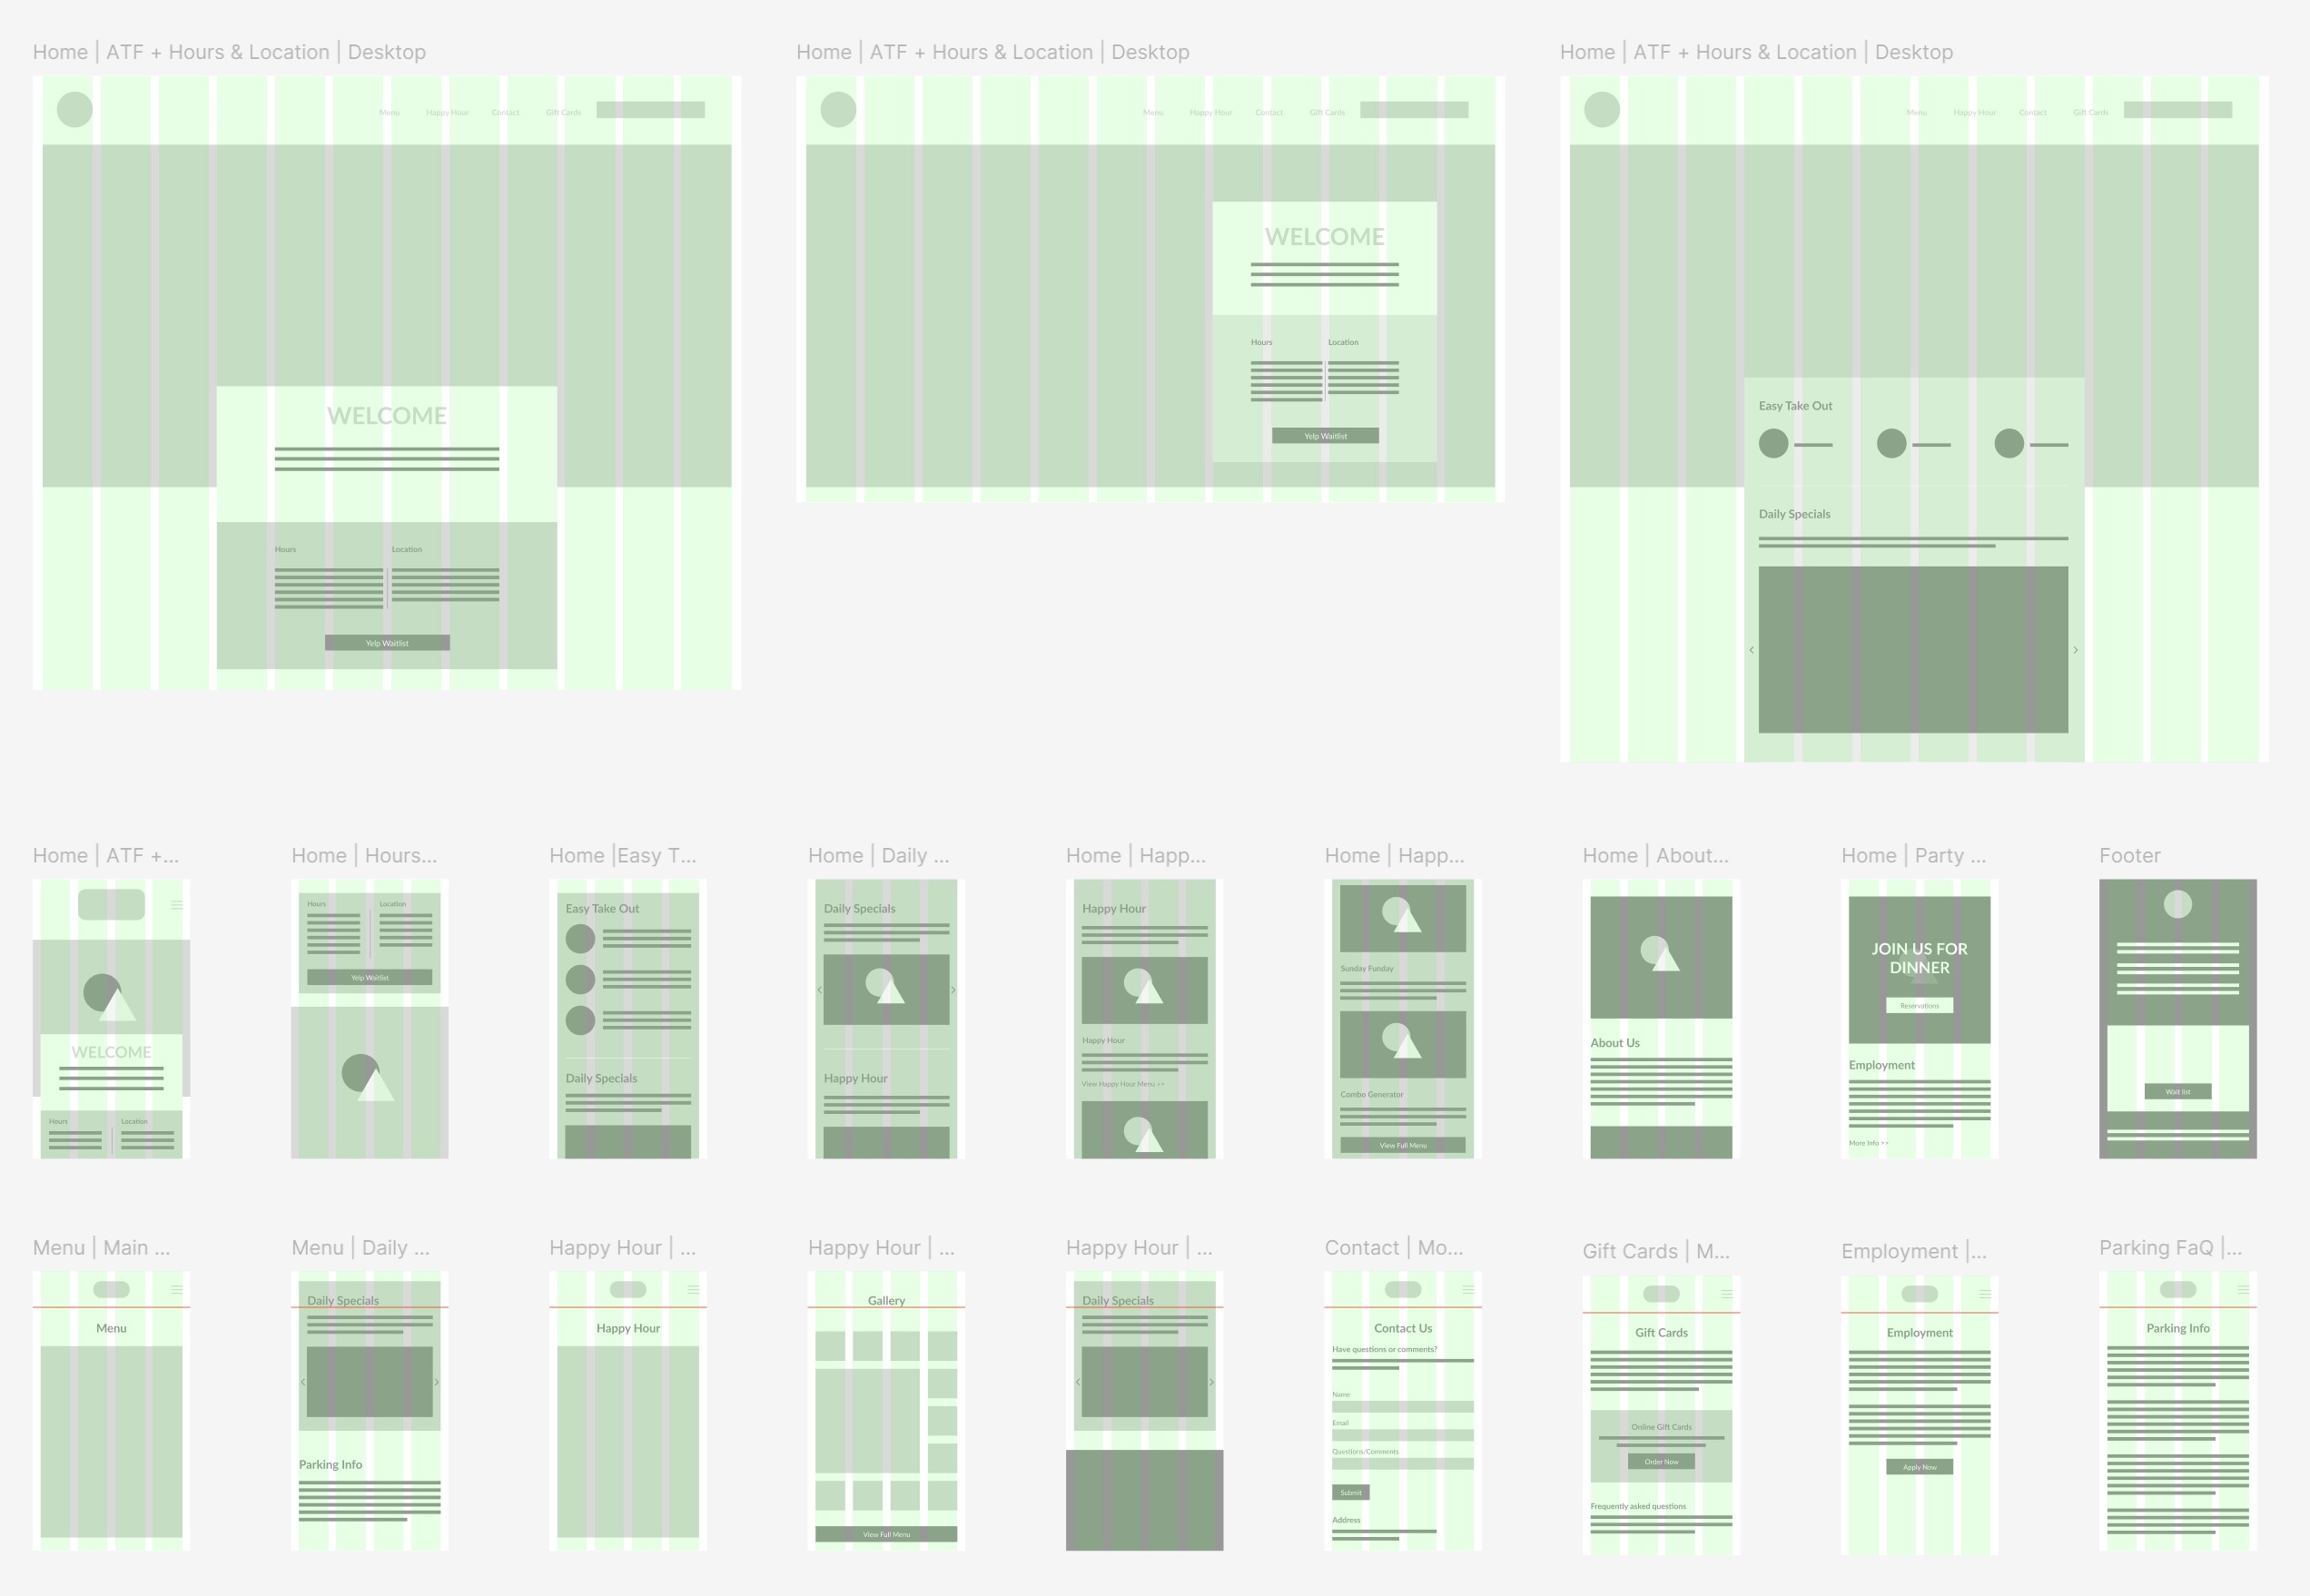 Home | ATF + Hours & Location | Desktop
Menu Happy Hour Contact Gift Cards
WELCOME
Hours Location
Yelp Waitlist
Home | ATF + Hours & Location | Desktop
Menu Happy Hour Contact Gift Cards
WELCOME
Hours Location
Yelp Waitlist
Home | ATF + Hours & Location | Desktop
Menu Happy Hour Contact Gift Cards
Easy Take Out
Daily Specials
Home | ATF +...
WELCOME
Hours Location
Home | Hours...
Hours Location
Yelp Waitlist
Home |Easy T...
Easy Take Out
Daily Specials
Home | Daily ...
Daily Specials
Happy Hour
Home | Happ...
Happy Hour
Happy Hour
View Happy Hour Menu >>
Home | Happ...
Sunday Funday
Combo Generator
View Full Menu
Home | About...
About Us
Home | Party ...
JOIN US FOR
DINNER
Reservations
Employment
More Info >>
Footer
Wait list
Menu | Main ...
Menu
Menu | Daily ...
Daily Specials
Parking Info
Happy Hour | ...
Happy Hour
Happy Hour | ...
Gallery
View Full Menu
Happy Hour | ...
Daily Specials
Contact | Mo...
Contact Us
Have questions or comments?
Name
Email
Questions/Comments
Submit
Address
Gift Cards | M...
Gift Cards
Online Gift Cards
Order Now
Frequently asked questions
Employment |...
Employment
Apply Now
Parking FaQ |...
Parking Info